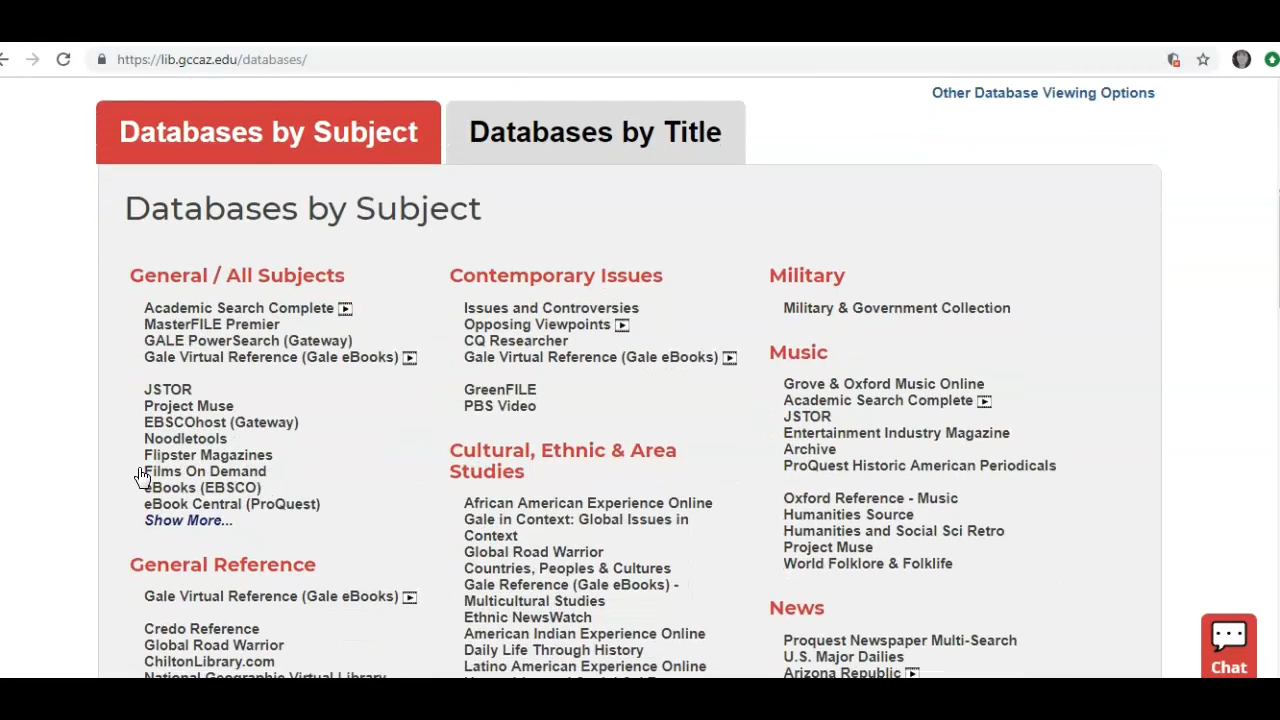 https://lib.gccaz.edu/databases/
Other Database Viewing Options
Databases by Subject
Databases by Title
Databases by Subject
General / All Subjects
Academic Search Complete
MasterFILE Premier
GALE PowerSearch (Gateway)
Gale Virtual Reference (Gale eBooks)
JSTOR
Project Muse
EBSCOhost (Gateway)
Noodletools
Flipster Magazines
Films On Demand
eBooks (EBSCO)
eBook Central (ProQuest)
Show More...
General Reference
Gale Virtual Reference (Gale eBooks)
Credo Reference
Global Road Warrior
ChiltonLibrary.com
National Geographic Virtual Library
Contemporary Issues
Issues and Controversies
Opposing Viewpoints
CQ Researcher
Gale Virtual Reference (Gale eBooks)
GreenFILE
PBS Video
Cultural, Ethnic & Area
Studies
African American Experience Online
Gale in Context: Global Issues in
Context
Global Road Warrior
Countries, Peoples & Cultures
Gale Reference (Gale eBooks) -
Multicultural Studies
Ethnic NewsWatch
American Indian Experience Online
Daily Life Through History
Latino American Experience Online
Military
Military & Government Collection
Music
Grove & Oxford Music Online
Academic Search Complete
JSTOR
Entertainment Industry Magazine
Archive
ProQuest Historic American Periodicals
Oxford Reference - Music
Humanities Source
Humanities and Social Sci Retro
Project Muse
World Folklore & Folklife
News
Proquest Newspaper Multi-Search
U.S. Major Dailies
Arizona Republic
Chat